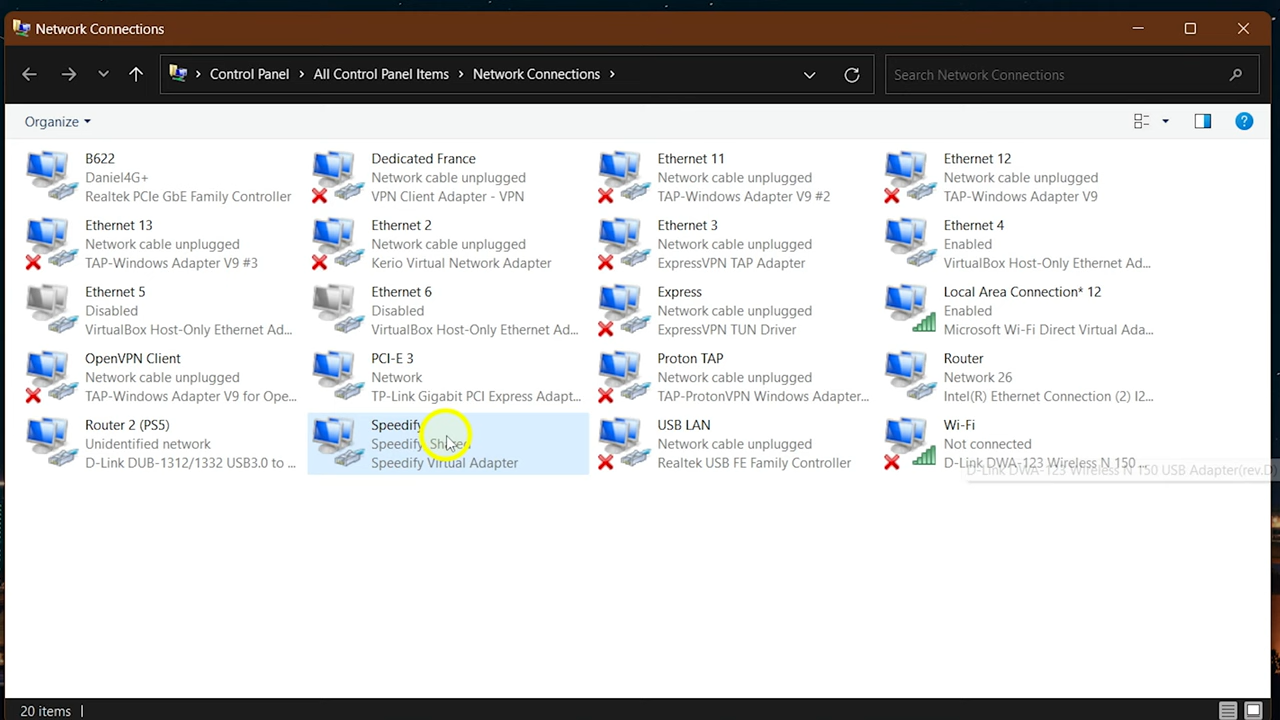 Network Connections
Control Panel > All Control Panel Items > Network Connections >
Search Network Connections
Organize
B622
Daniel4G+
Realtek PCIe GbE Family Controller
Dedicated France
Network cable unplugged
VPN Client Adapter - VPN
Ethernet 11
Network cable unplugged
TAP-Windows Adapter V9 #2
Ethernet 12
Network cable unplugged
TAP-Windows Adapter V9
Ethernet 13
Network cable unplugged
TAP-Windows Adapter V9 #3
Ethernet 2
Network cable unplugged
Kerio Virtual Network Adapter
Ethernet 3
Network cable unplugged
ExpressVPN TAP Adapter
Ethernet 4
Enabled
VirtualBox Host-Only Ethernet Ad...
Ethernet 5
Disabled
VirtualBox Host-Only Ethernet Ad...
Ethernet 6
Disabled
VirtualBox Host-Only Ethernet Ad...
Express
Network cable unplugged
ExpressVPN TUN Driver
Local Area Connection* 12
Enabled
Microsoft Wi-Fi Direct Virtual Ada...
OpenVPN Client
Network cable unplugged
TAP-Windows Adapter V9 for Ope...
PCI-E 3
Network
TP-Link Gigabit PCI Express Adapt...
Proton TAP
Network cable unplugged
TAP-ProtonVPN Windows Adapter...
Router
Network 26
Intel(R) Ethernet Connection (2) I2...
Router 2 (PS5)
Unidentified network
D-Link DUB-1312/1332 USB3.0 to ...
Speedify
Speedify, Shared
Speedify Virtual Adapter
USB LAN
Network cable unplugged
Realtek USB FE Family Controller
Wi-Fi
Not connected
D-Link DWA-123 Wireless N 150 ...
D-Link DWA-123 Wireless N 150 USB Adapter(rev.D)
20 items